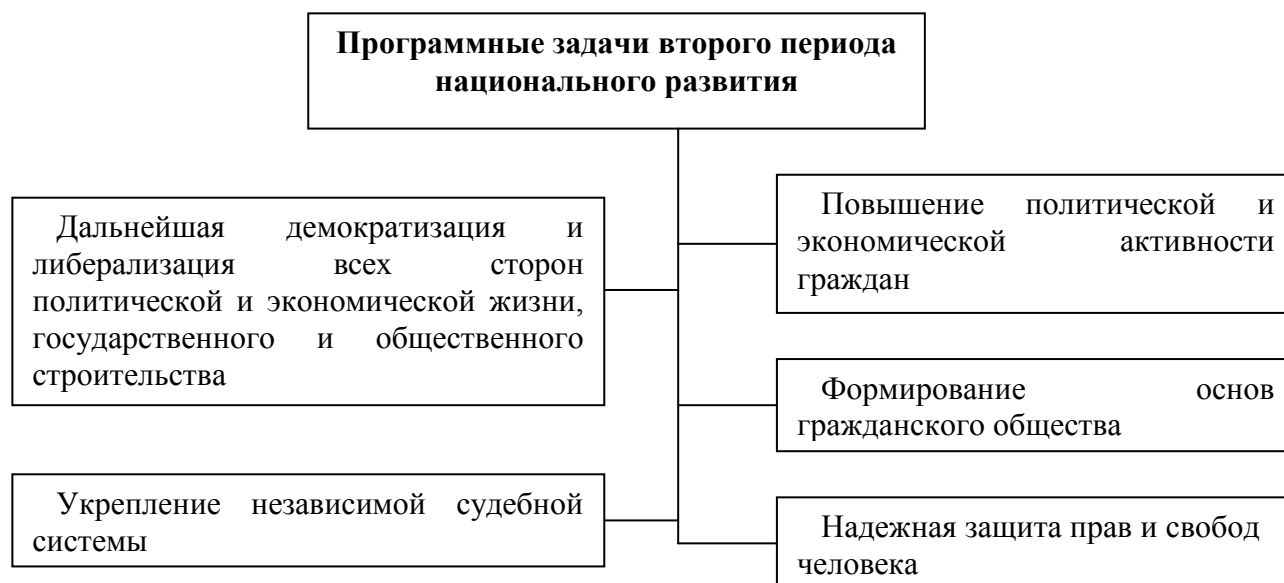 Программные задачи второго периода
национального развития
Дальнейшая демократизация и
либерализация всех сторон
политической и экономической жизни,
государственного и общественного
строительства
Укрепление независимой судебной
системы
Повышение политической и
экономической активности
граждан
Формирование основ
гражданского общества
Надежная защита прав и свобод
человека